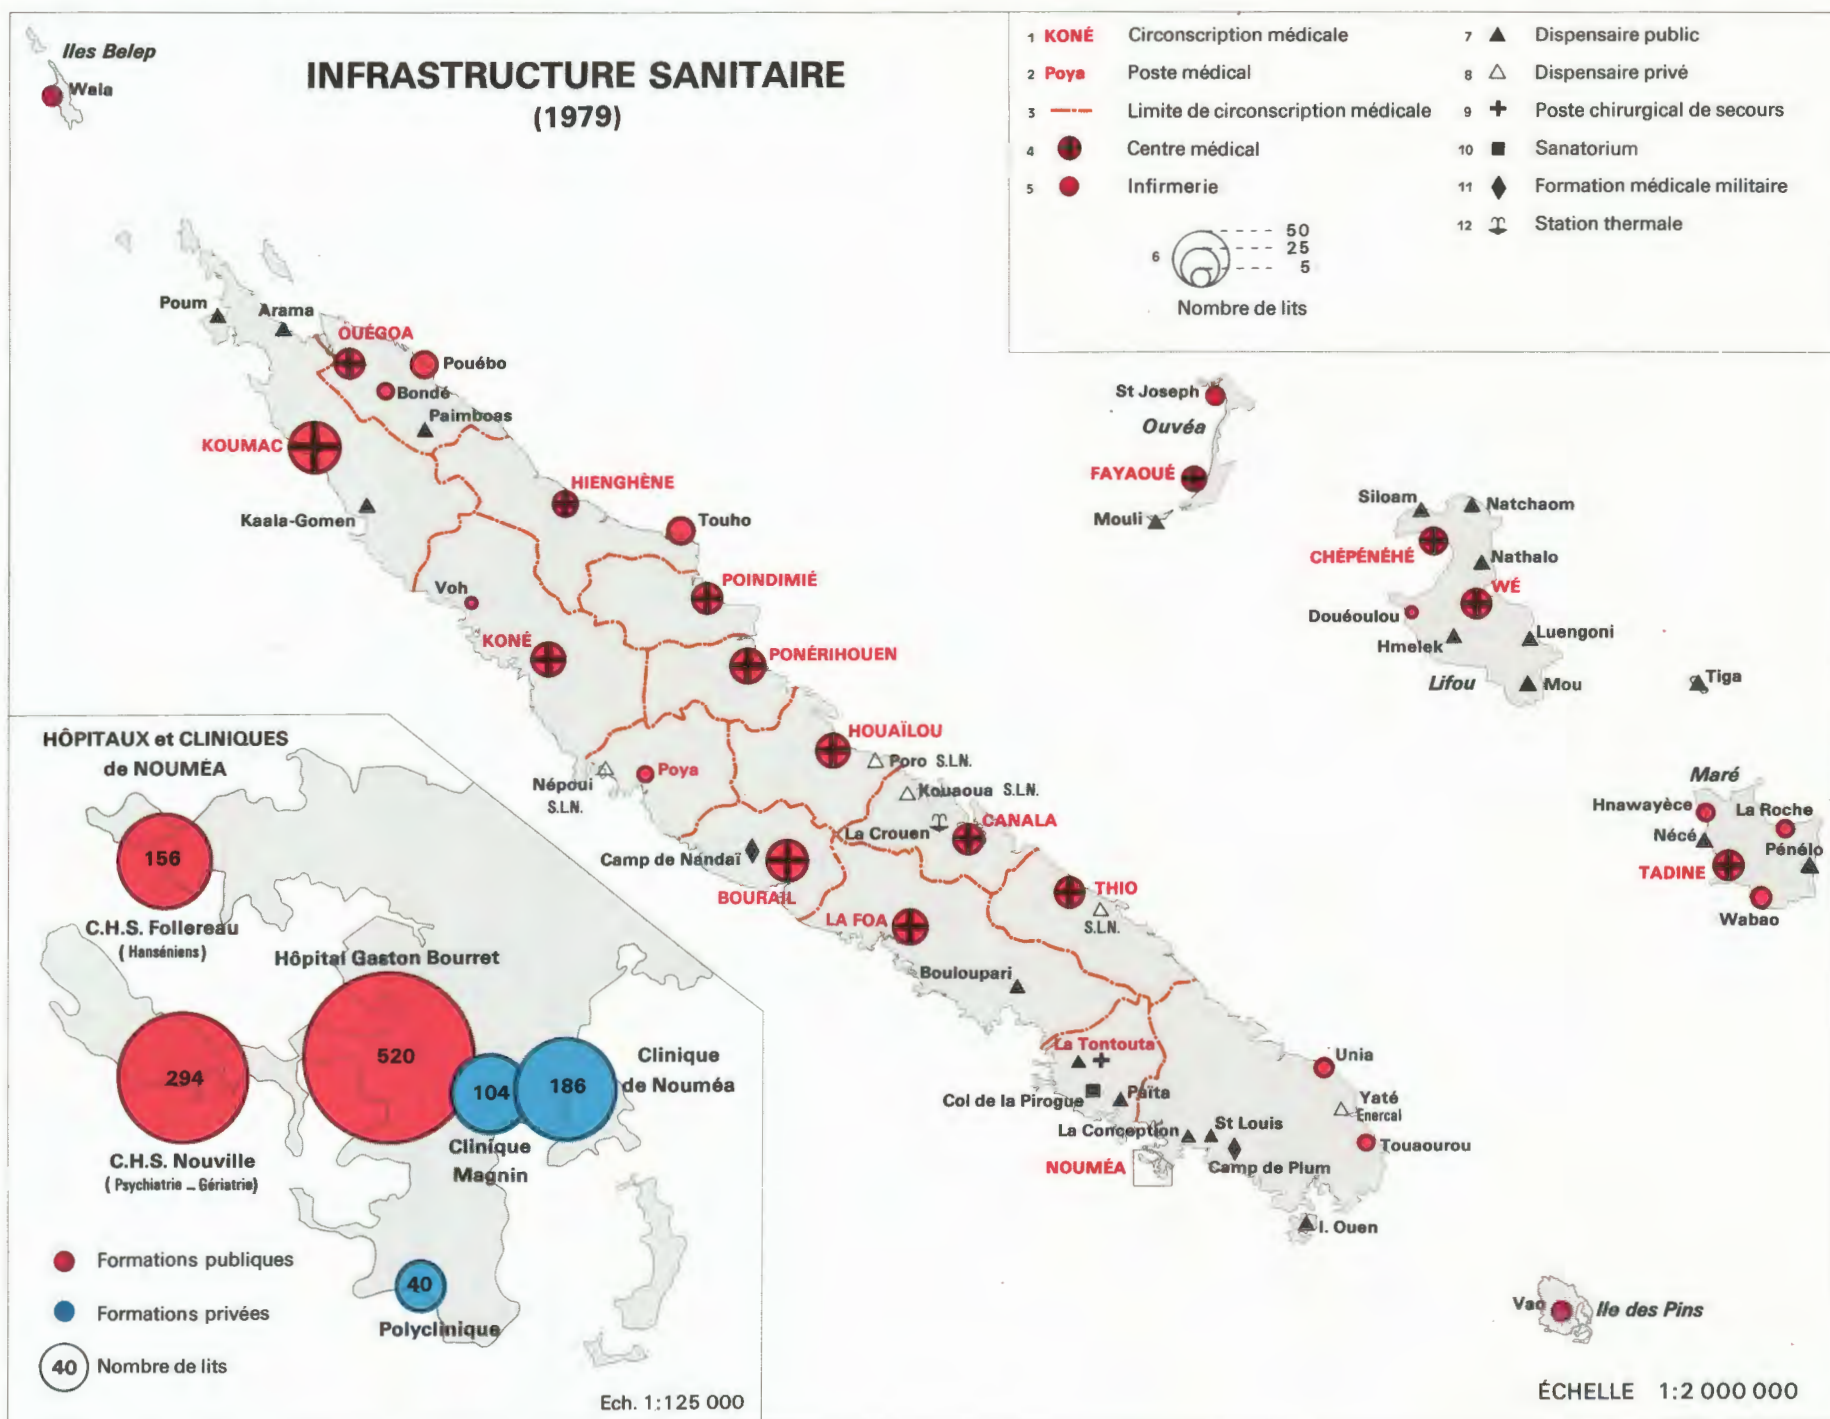 INFRASTRUCTURE SANITAIRE
(1979)
1 KONÉ Circonscription médicale
2 Poya Poste médical
3 Limite de circonscription médicale
4 Centre médical
5 Infirmerie
6
50
25
5
Nombre de lits
7 Dispensaire public
8 Dispensaire privé
9 Poste chirurgical de secours
10 Sanatorium
11 Formation médicale militaire
12 Station thermale
Iles Belep
Wala
Poum
Arama
OUÉGOA
Pouébo
Bondé
Paimboas
KOUMAC
Kaala-Gomen
HIENGHÈNE
Touho
POINDIMIÉ
Voh
KONÉ
PONÉRIHOUEN
HOUAÏLOU
Poro S.L.N.
Népoui
S.L.N.
Poya
Kouaoua S.L.N.
La Crouen
CANALA
Camp de Nandaï
BOURAIL
THIO
S.L.N.
LA FOA
Bouloupari
La Tontouta
Col de la Pirogue
Païta
La Conception
St Louis
NOUMÉA
Camp de Plum
Unia
Yaté
Enercal
Touaourou
I. Ouen
Vao
Ile des Pins
St Joseph
Ouvéa
FAYAOUÉ
Mouli
Siloam
Natchaom
CHÉPÉNÉHÉ
Nathalo
WÉ
Douéoulou
Hmelek
Luengoni
Lifou
Mou
Tiga
Maré
Hnawayèce
La Roche
Nécé
Pénélo
TADINE
Wabao
HÔPITAUX et CLINIQUES
de NOUMÉA
156
C.H.S. Follereau
( Hanséniens)
Hôpital Gaston Bourret
520
294
C.H.S. Nouville
( Psychiatrie _ Gériatrie)
104
Clinique
Magnin
186
Clinique
de Nouméa
40
Polyclinique
Formations publiques
Formations privées
40 Nombre de lits
Ech. 1:125 000
ÉCHELLE 1:2 000 000